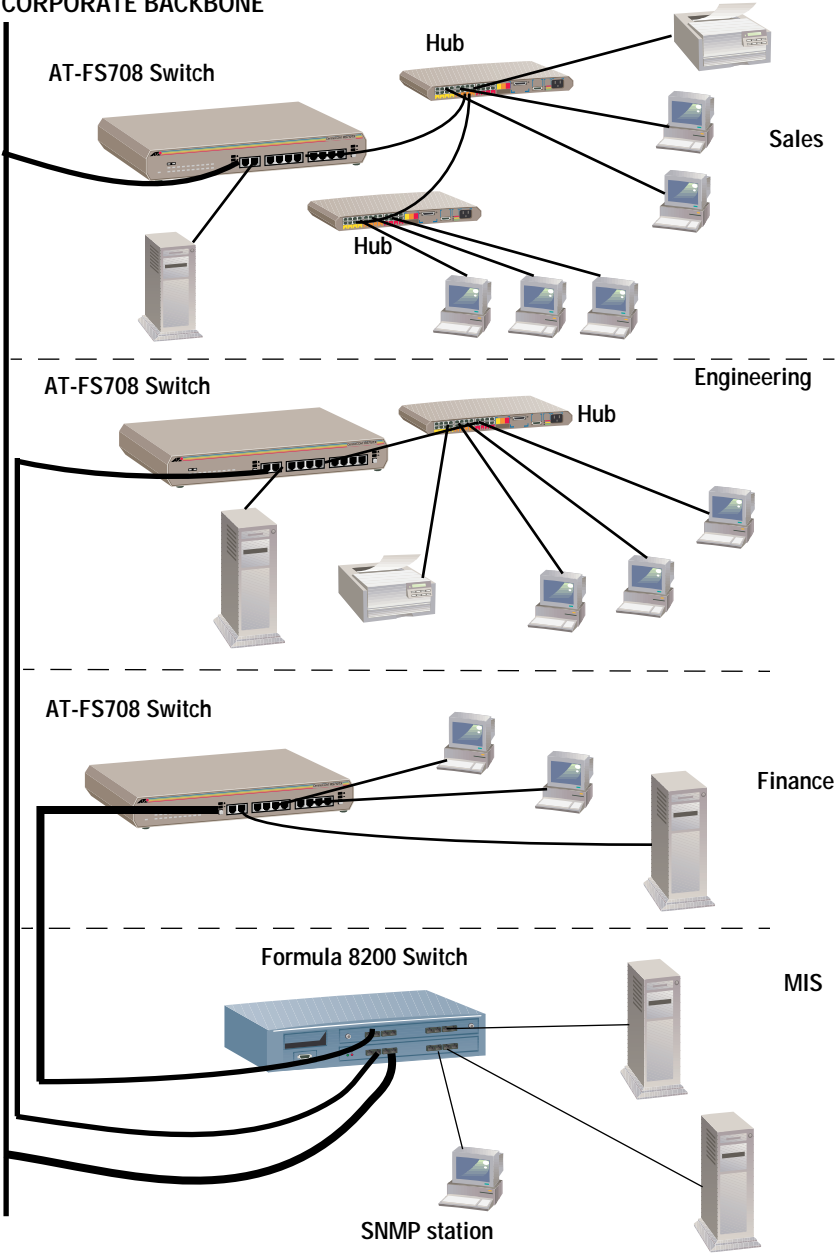 CORPORATE BACKBONE
Hub
AT-FS708 Switch
Sales
Hub
Engineering
AT-FS708 Switch
Hub
AT-FS708 Switch
Finance
Formula 8200 Switch
MIS
SNMP station